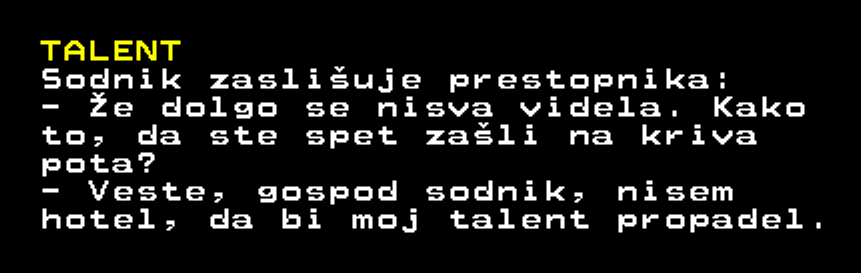 TALENT
Sodnik zaslišuje prestopnika:
- Že dolgo se nisva videla. Kako
to, da ste spet zašli na kriva
pota?
- Veste, gospod sodnik, nisem
hotel, da bi moj talent propadel.